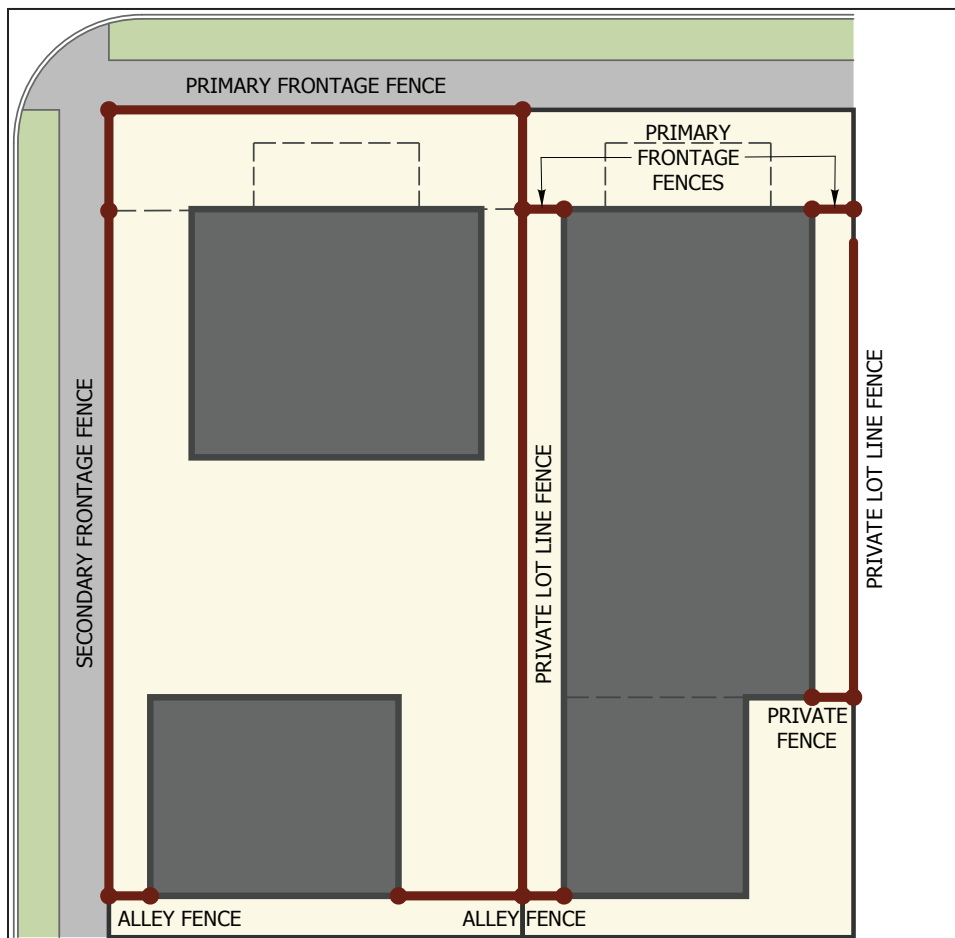 PRIMARY FRONTAGE FENCE
PRIMARY
FRONTAGE
FENCES
SECONDARY FRONTAGE FENCE
PRIVATE LOT LINE FENCE
PRIVATE LOT LINE FENCE
PRIVATE
FENCE
ALLEY FENCE
ALLEY FENCE